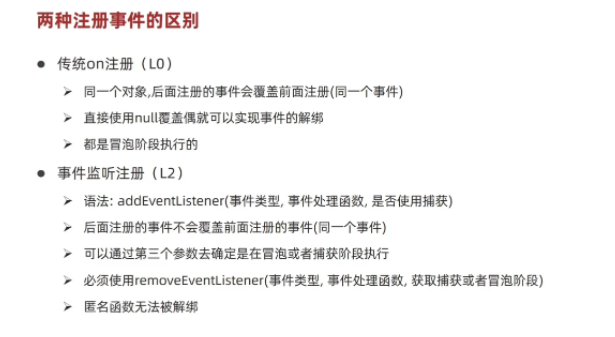 两种注册事件的区别
● 传统on注册（L0）
➢ 同一个对象,后面注册的事件会覆盖前面注册(同一个事件)
➢ 直接使用null覆盖偶就可以实现事件的解绑
➢ 都是冒泡阶段执行的
● 事件监听注册（L2）
➢ 语法: addEventListener(事件类型, 事件处理函数, 是否使用捕获)
➢ 后面注册的事件不会覆盖前面注册的事件(同一个事件)
➢ 可以通过第三个参数去确定是在冒泡或者捕获阶段执行
➢ 必须使用removeEventListener(事件类型, 事件处理函数, 获取捕获或者冒泡阶段)
➢ 匿名函数无法被解绑